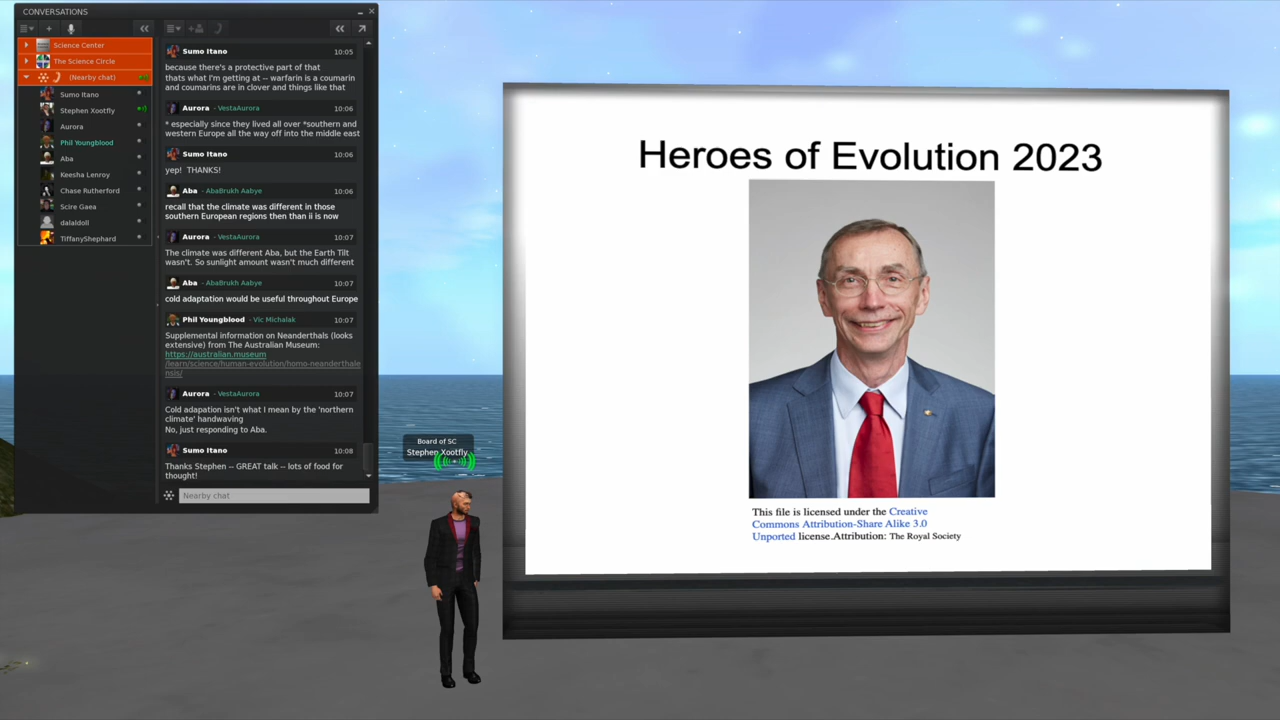 CONVERSATIONS
Science Center
The Science Circle
(Nearby chat)
Sumo Itano
Stephen Xootfly
Aurora
Phil Youngblood
Aba
Keesha Lenroy
Chase Rutherford
Scire Gaea
dalaldoll
TiffanyShephard
Sumo Itano 10:05
because there's a protective part of that
thats what I'm getting at -- warfarin is a coumarin
and coumarins are in clover and things like that
Aurora - VestaAurora 10:06
* especially since they lived all over *southern and
western Europe all the way off into the middle east
Sumo Itano 10:06
yep! THANKS!
Aba - AbaBrukh Aabye 10:06
recall that the climate was different in those
southern European regions then than ii is now
Aurora - VestaAurora 10:07
The climate was different Aba, but the Earth Tilt
wasn't. So sunlight amount wasn't much different
Aba - AbaBrukh Aabye 10:07
cold adaptation would be useful throughout Europe
Phil Youngblood - Vic Michalak 10:07
Supplemental information on Neanderthals (looks
extensive) from The Australian Museum:
https://australian.museum
/learn/science/human-evolution/homo-neanderthale
nsis/
Aurora - VestaAurora 10:07
Cold adapation isn't what I mean by the 'northern
climate' handwaving
No, just responding to Aba.
Sumo Itano 10:08
Thanks Stephen -- GREAT talk -- lots of food for
thought!
Nearby chat
Board of SC
Stephen Xootfly
Heroes of Evolution 2023
This file is licensed under the Creative
Commons Attribution-Share Alike 3.0
Unported license.Attribution: The Royal Society